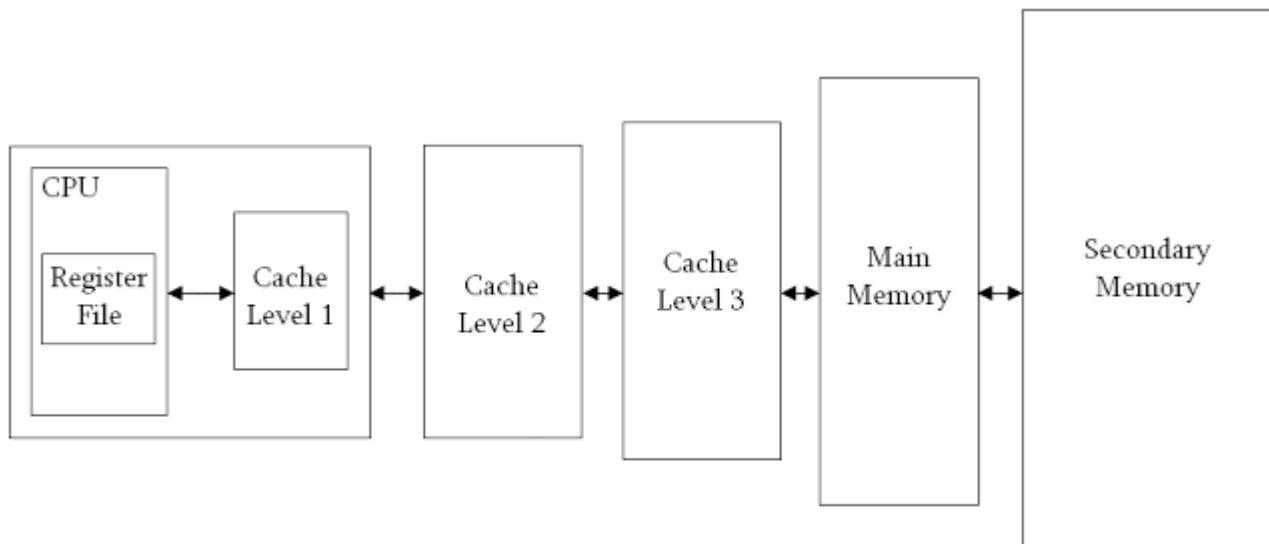 CPU
Register
File
Cache
Level 1
Cache
Level 2
Cache
Level 3
Main
Memory
Secondary
Memory